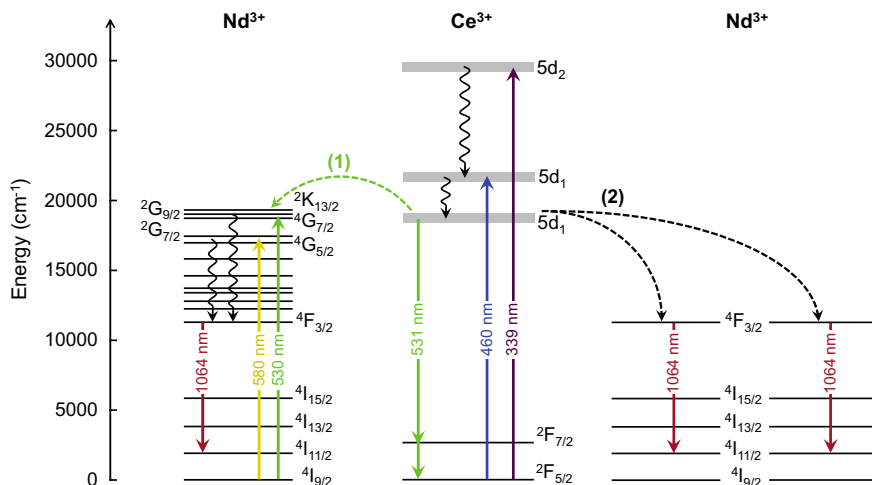 Nd³⁺ Ce³⁺ Nd³⁺
Energy (cm⁻¹)
30000
25000
20000
15000
10000
5000
0
²G₉/₂
²G₇/₂
²K₁₃/₂
⁴G₇/₂
⁴G₅/₂
⁴F₃/₂
⁴I₁₅/₂
⁴I₁₃/₂
⁴I₁₁/₂
⁴I₉/₂
1064 nm
580 nm
530 nm
(1)
5d₂
5d₁
5d₁
531 nm
460 nm
339 nm
²F₇/₂
²F₅/₂
(2)
⁴F₃/₂
1064 nm
1064 nm
⁴I₁₅/₂
⁴I₁₃/₂
⁴I₁₁/₂
⁴I₉/₂